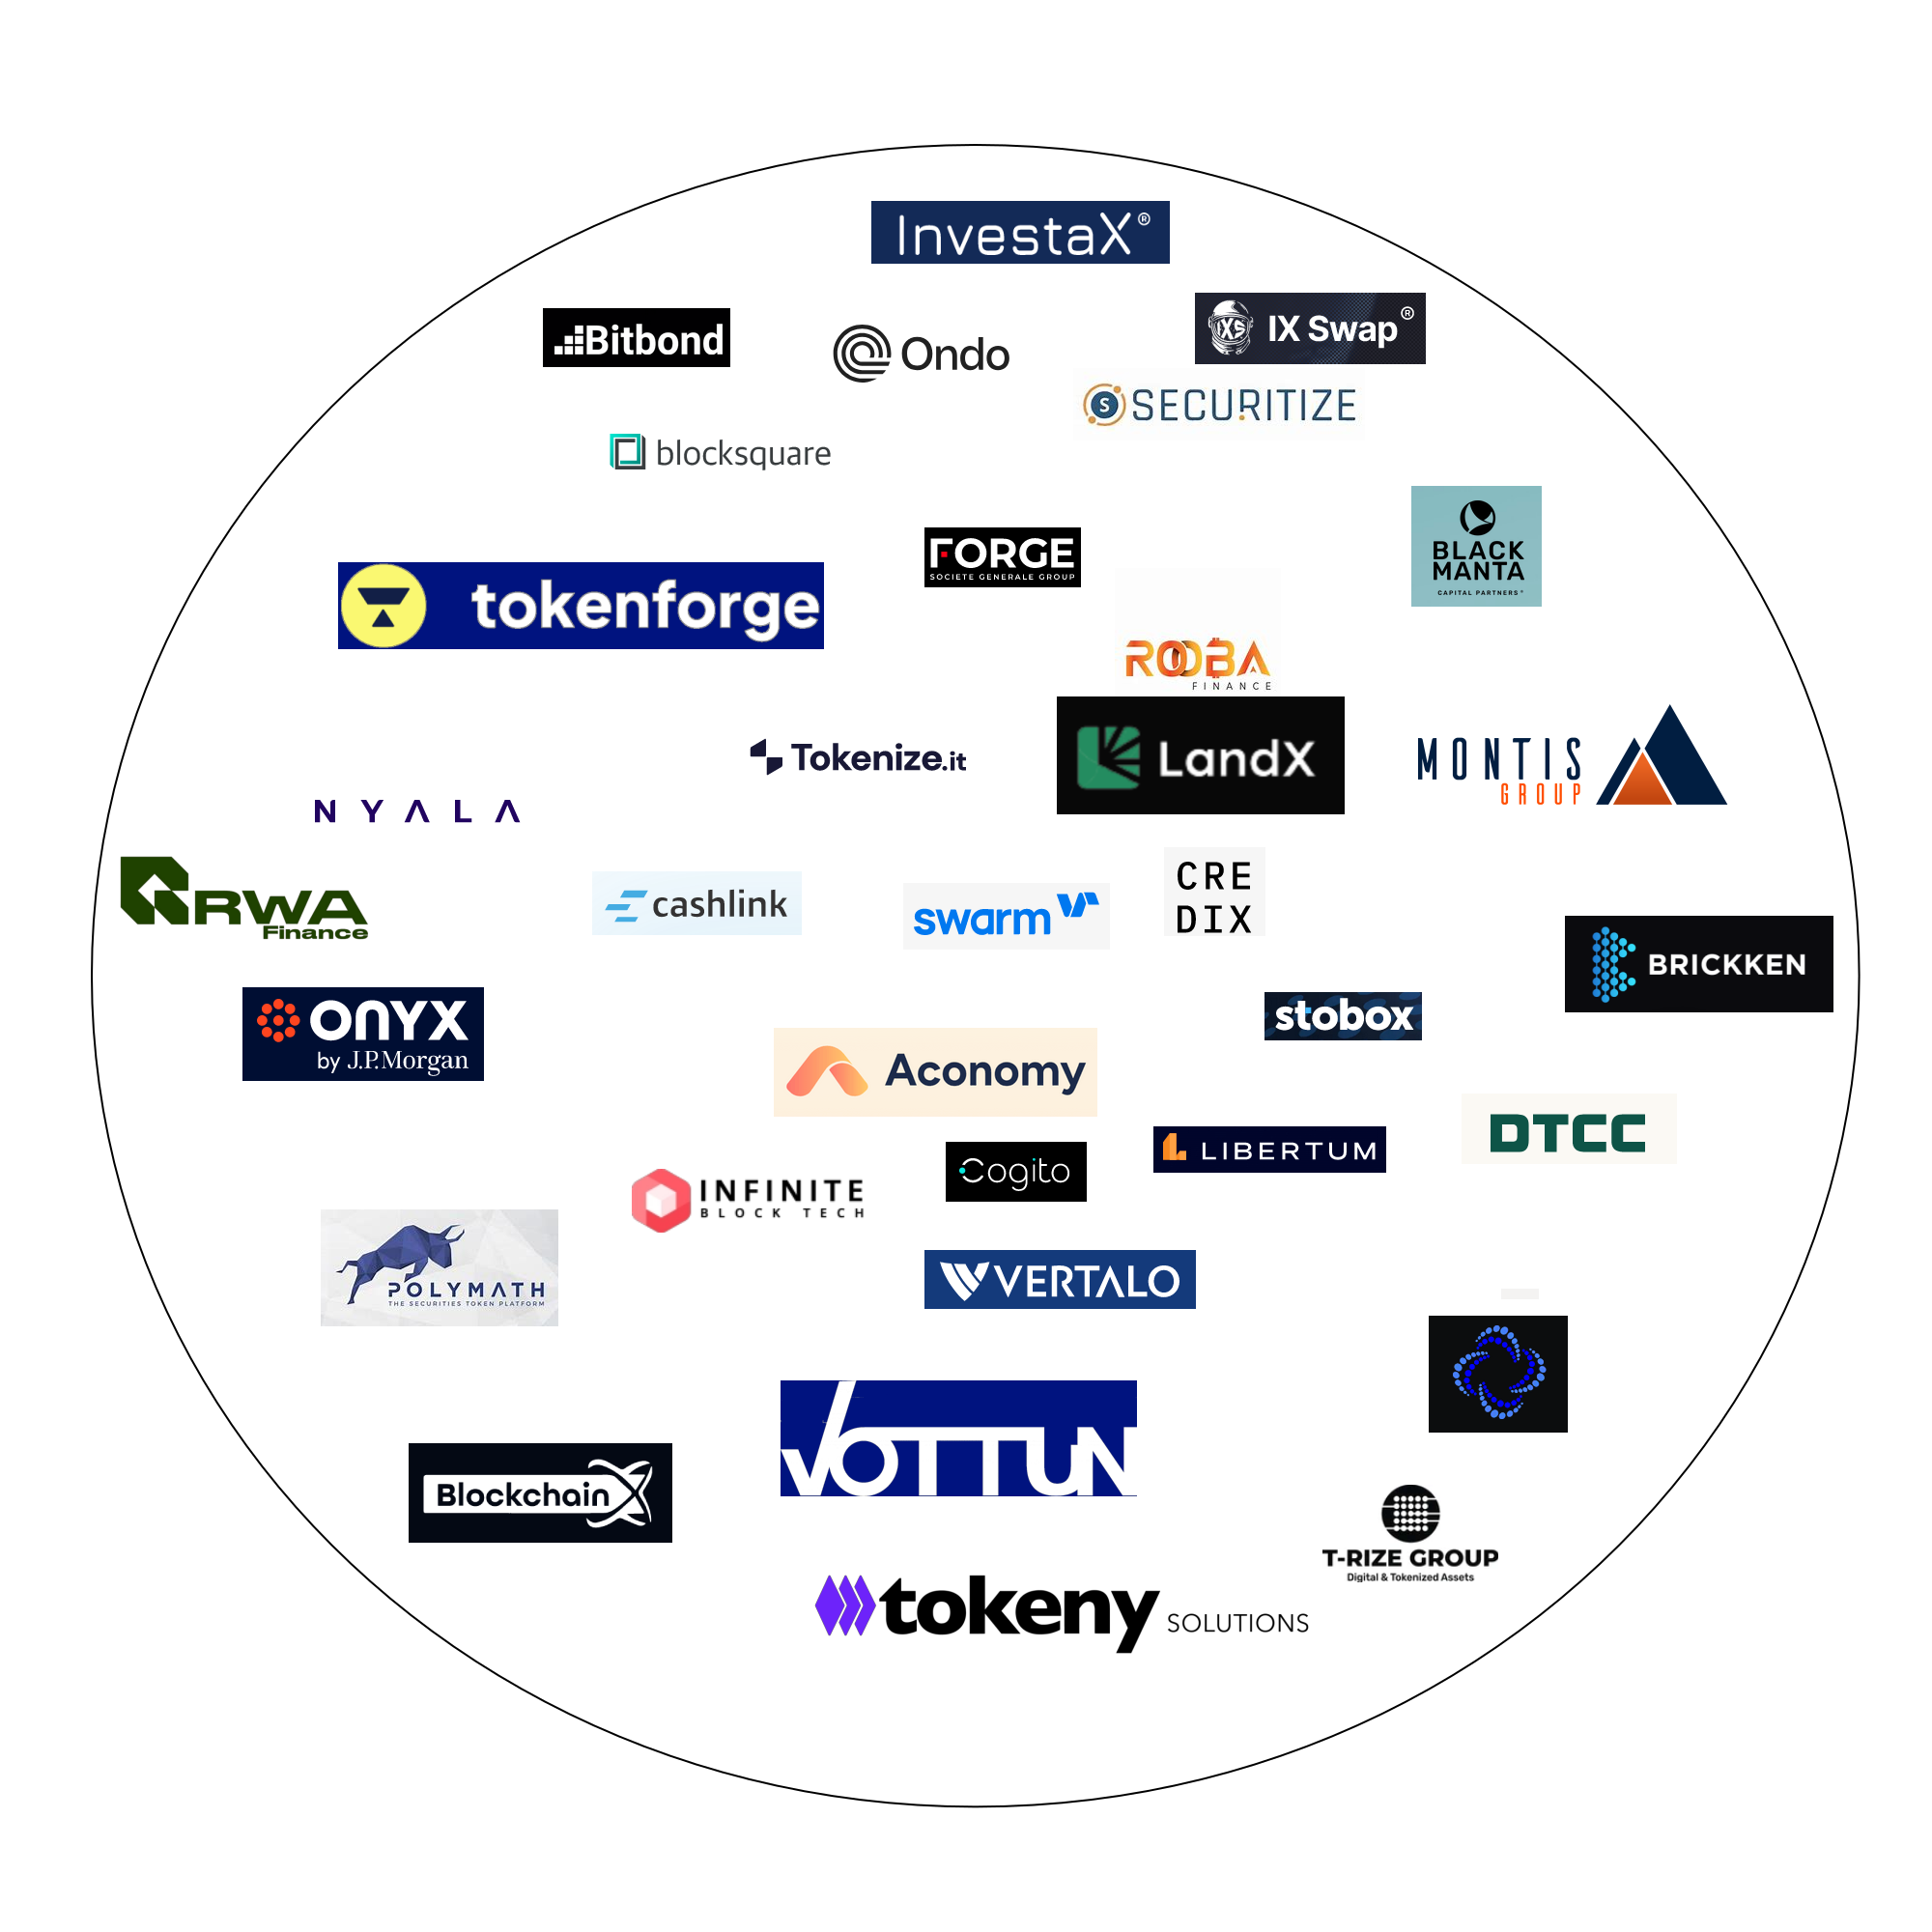 InvestaX®
IX Swap®
Bitbond
Ondo
SECURITIZE
blocksquare
BLACK
MANTA
CAPITAL PARTNERS®
FORGE
SOCIETE GENERALE GROUP
tokenforge
ROOBA
FINANCE
LandX
Tokenize.it
MONTIS
GROUP
NYALA
RWA
Finance
cashlink
swarm
CRE
DIX
BRICKKEN
ONYX
by J.P.Morgan
stobox
Aconomy
DTCC
LIBERTUM
Cogito
INFINITE
BLOCK TECH
POLYMATH
THE SECURITIES TOKEN PLATFORM
VERTALO
VOTTUN
BlockchainX
T-RIZE GROUP
Digital & Tokenized Assets
tokeny SOLUTIONS